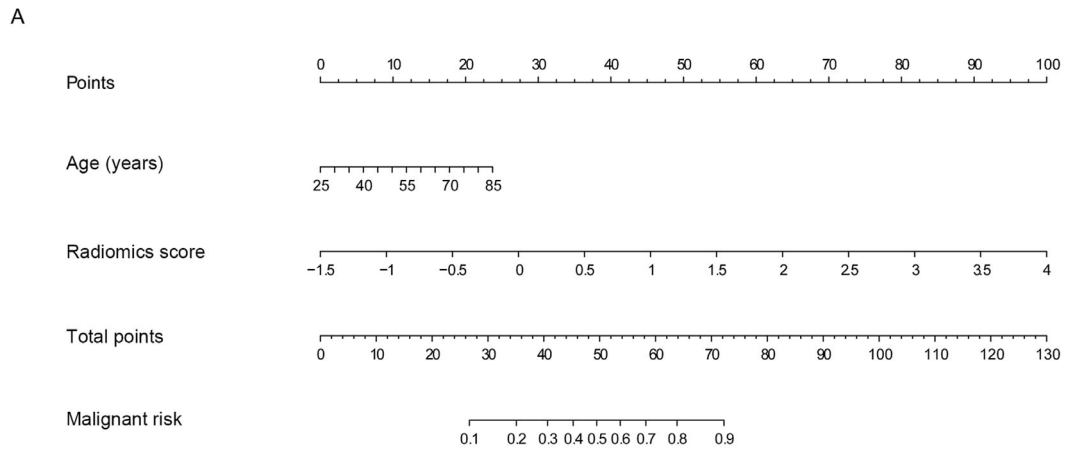 A
0 10 20 30 40 50 60 70 80 90 100
Points
Age (years)
25 40 55 70 85
Radiomics score
−1.5 −1 −0.5 0 0.5 1 1.5 2 2.5 3 3.5 4
Total points
0 10 20 30 40 50 60 70 80 90 100 110 120 130
Malignant risk
0.1 0.2 0.3 0.4 0.5 0.6 0.7 0.8 0.9